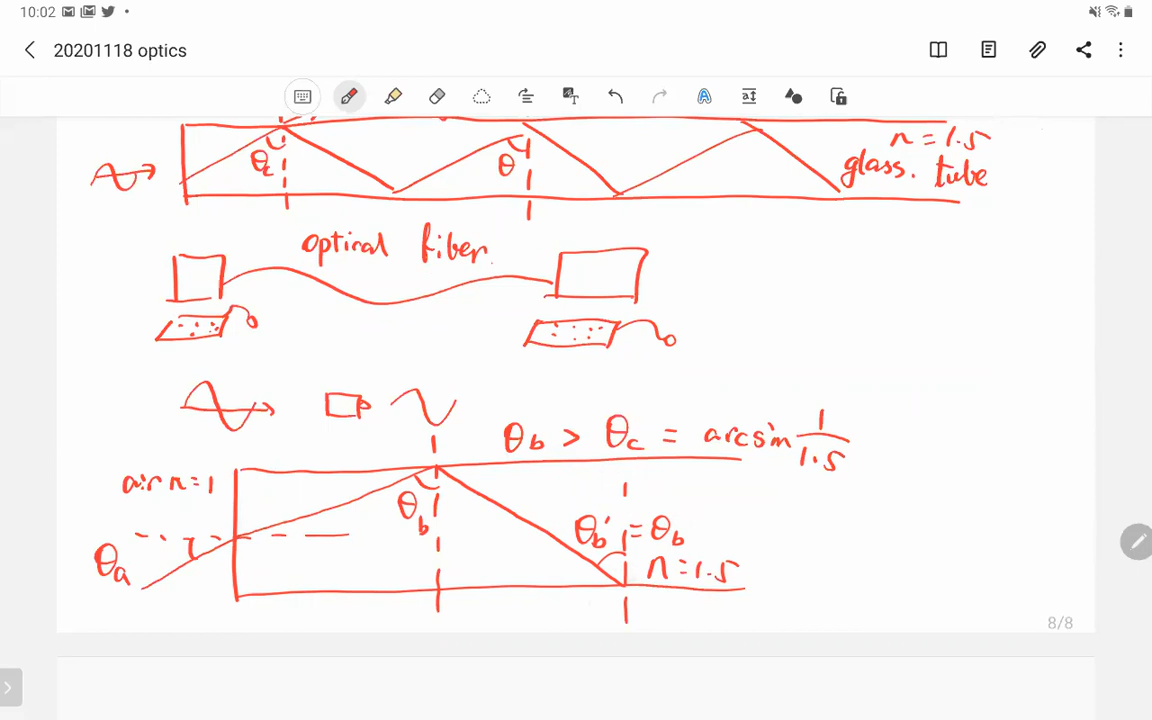 10:02
20201118 optics
n = 1.5
θc
θ
glass. tube
optical fiber
θb > θc = arcsin 1/1.5
air n=1
θb
θb' = θb
θa
n=1.5
8/8